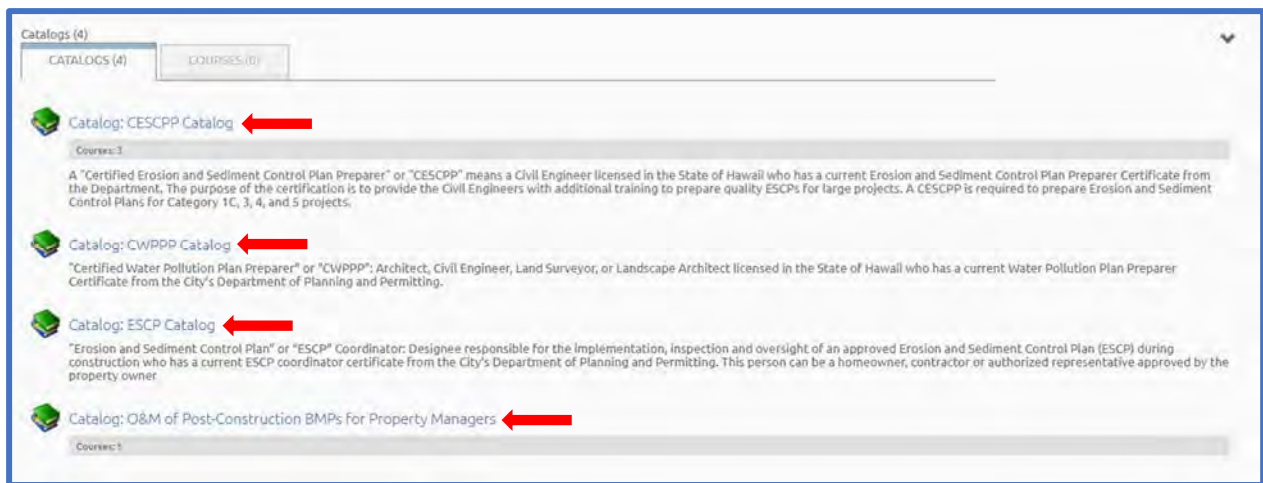 Catalogs (4)
CATALOGS (4)
COURSES (0)
Catalog: CESCPP Catalog
Courses: 3
A "Certified Erosion and Sediment Control Plan Preparer" or "CESCPP" means a Civil Engineer licensed in the State of Hawaii who has a current Erosion and Sediment Control Plan Preparer Certificate from
the Department. The purpose of the certification is to provide the Civil Engineers with additional training to prepare quality ESCPs for large projects. A CESCPP is required to prepare Erosion and Sediment
Control Plans for Category 1C, 3, 4, and 5 projects.
Catalog: CWPPP Catalog
"Certified Water Pollution Plan Preparer" or "CWPPP": Architect, Civil Engineer, Land Surveyor, or Landscape Architect licensed in the State of Hawaii who has a current Water Pollution Plan Preparer
Certificate from the City's Department of Planning and Permitting.
Catalog: ESCP Catalog
"Erosion and Sediment Control Plan" or "ESCP" Coordinator: Designee responsible for the implementation, inspection and oversight of an approved Erosion and Sediment Control Plan (ESCP) during
construction who has a current ESCP coordinator certificate from the City's Department of Planning and Permitting. This person can be a homeowner, contractor or authorized representative approved by the
property owner
Catalog: O&M of Post-Construction BMPs for Property Managers
Courses: 1